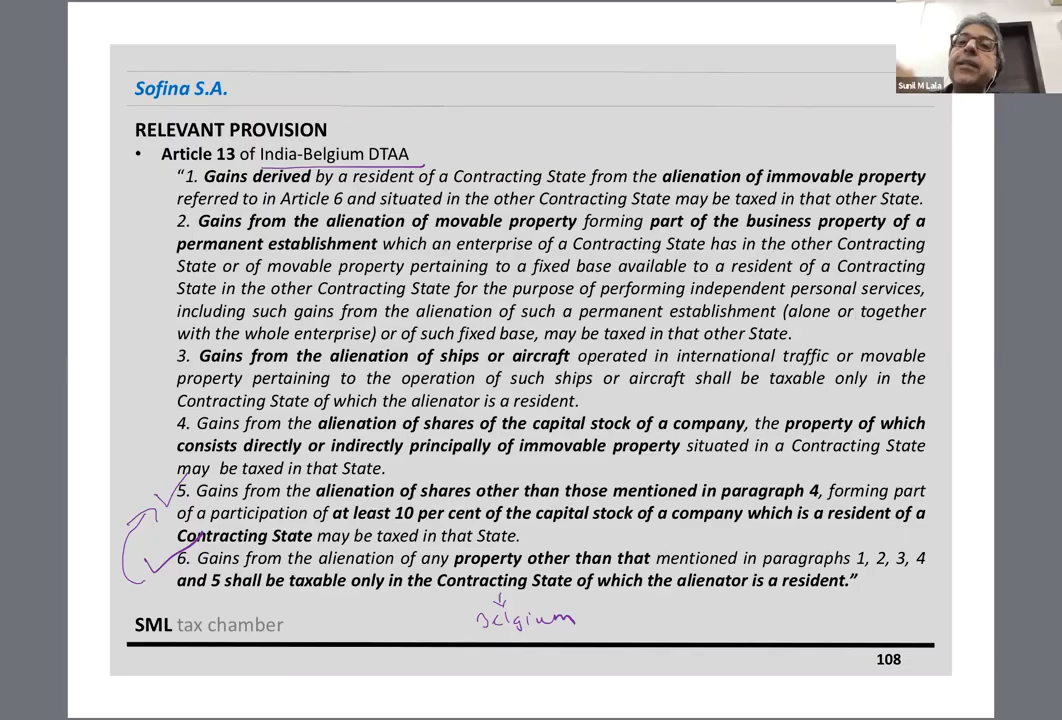 Sunil M Lala
Sofina S.A.
RELEVANT PROVISION
• Article 13 of India-Belgium DTAA
“1. Gains derived by a resident of a Contracting State from the alienation of immovable property
referred to in Article 6 and situated in the other Contracting State may be taxed in that other State.
2. Gains from the alienation of movable property forming part of the business property of a
permanent establishment which an enterprise of a Contracting State has in the other Contracting
State or of movable property pertaining to a fixed base available to a resident of a Contracting
State in the other Contracting State for the purpose of performing independent personal services,
including such gains from the alienation of such a permanent establishment (alone or together
with the whole enterprise) or of such fixed base, may be taxed in that other State.
3. Gains from the alienation of ships or aircraft operated in international traffic or movable
property pertaining to the operation of such ships or aircraft shall be taxable only in the
Contracting State of which the alienator is a resident.
4. Gains from the alienation of shares of the capital stock of a company, the property of which
consists directly or indirectly principally of immovable property situated in a Contracting State
may be taxed in that State.
5. Gains from the alienation of shares other than those mentioned in paragraph 4, forming part
of a participation of at least 10 per cent of the capital stock of a company which is a resident of a
Contracting State may be taxed in that State.
6. Gains from the alienation of any property other than that mentioned in paragraphs 1, 2, 3, 4
and 5 shall be taxable only in the Contracting State of which the alienator is a resident.”
Belgium
SML tax chamber
108